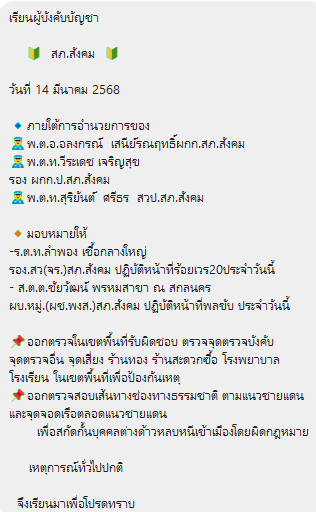 เรียนผู้บังคับบัญชา
🔰 สภ.สังคม 🔰
วันที่ 14 มีนาคม 2568
🔹ภายใต้การอำนวยการของ
👮พ.ต.อ.อลงกรณ์ เสนีย์รณฤทธิ์ผกก.สภ.สังคม
👮พ.ต.ท.วีระเดช เจริญสุข
รอง ผกก.ป.สภ.สังคม
👮พ.ต.ท.สุริยันต์ ศรีธร สวป.สภ.สังคม
🔸มอบหมายให้
-ร.ต.ท.ลำพอง เชื้อกลางใหญ่
รอง.สว(จร.)สภ.สังคม ปฏิบัติหน้าที่ร้อยเวร20ประจำวันนี้
- ส.ต.ต.ชัยวัฒน์ พรหมสาขา ณ สกลนคร
ผบ.หมู่.(ผช.พงส.)สภ.สังคม ปฏิบัติหน้าที่พลขับ ประจำวันนี้
📌ออกตรวจในเขตพื้นที่รับผิดชอบ ตรวจจุดตรวจบังคับ
จุดตรวจอื่น จุดเสี่ยง ร้านทอง ร้านสะดวกซื้อ โรงพยาบาล
โรงเรียน ในเขตพื้นที่เพื่อป้องกันเหตุ
📌ออกตรวจสอบเส้นทางช่องทางธรรมชาติ ตามแนวชายแดน
และจุดจอดเรือตลอดแนวชายแดน
เพื่อสกัดกั้นบุคคลต่างด้าวหลบหนีเข้าเมืองโดยผิดกฎหมาย
เหตุการณ์ทั่วไปปกติ
จึงเรียนมาเพื่อโปรดทราบ